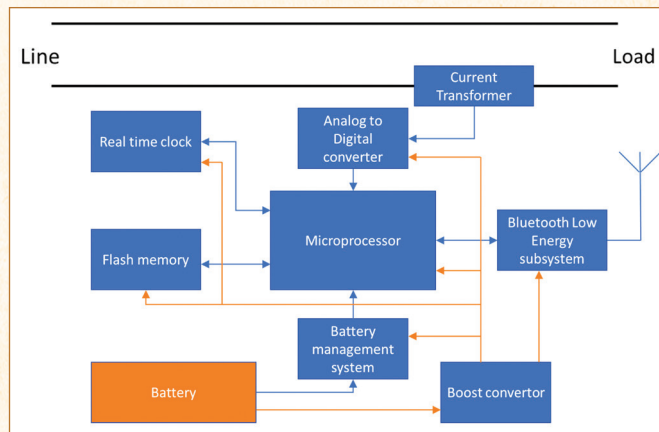 Line
Load
Current
Transformer
Analog to
Digital
converter
Real time clock
Microprocessor
Bluetooth Low
Energy
subsystem
Flash memory
Battery
management
system
Battery
Boost convertor